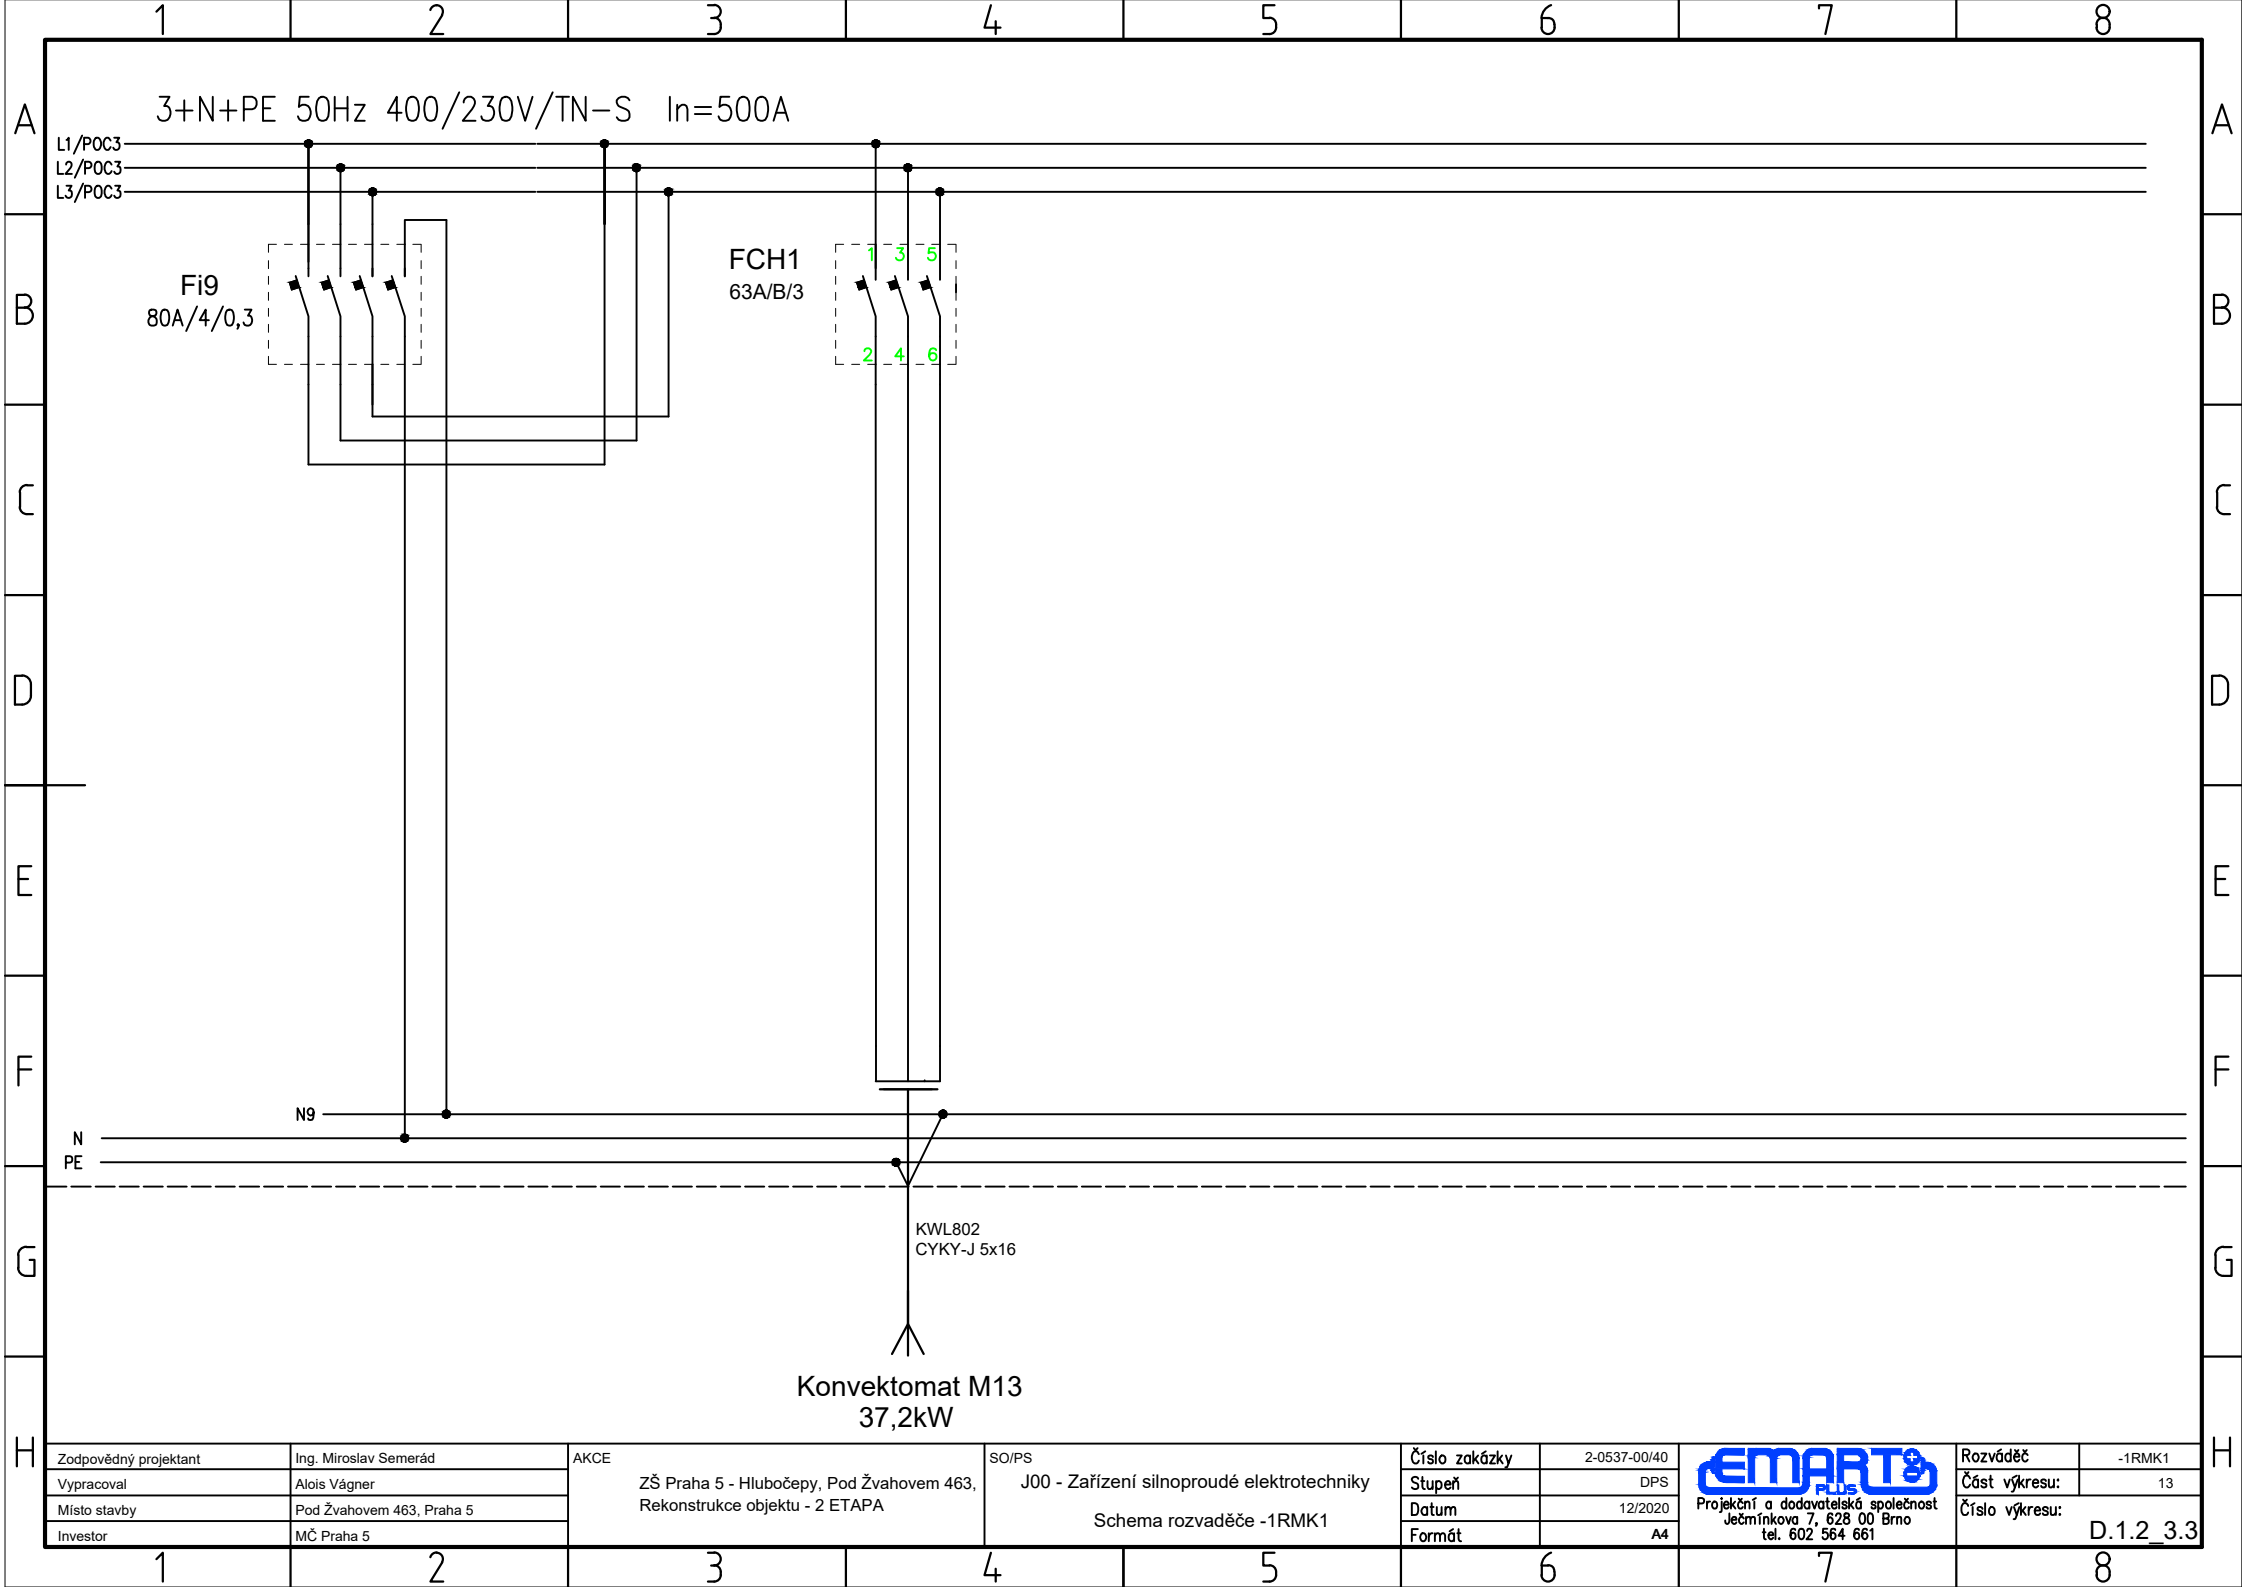 1 2 3 4 5 6 7 8
A A
3+N+PE 50Hz 400/230V/TN-S In=500A
L1/POC3
L2/POC3
L3/POC3
B B
Fi9
80A/4/0,3
FCH1
63A/B/3
1 3 5
2 4 6
C C
D D
E E
F F
N9
N
PE
G G
KWL802
CYKY-J 5x16
Konvektomat M13
37,2kW
H H
Zodpovědný projektant Ing. Miroslav Semerád
Vypracoval Alois Vágner
Místo stavby Pod Žvahovem 463, Praha 5
Investor MČ Praha 5
AKCE
ZŠ Praha 5 - Hlubočepy, Pod Žvahovem 463,
Rekonstrukce objektu - 2 ETAPA
SO/PS
J00 - Zařízení silnoproudé elektrotechniky
Schema rozvaděče -1RMK1
Číslo zakázky 2-0537-00/40
Stupeň DPS
Datum 12/2020
Formát A4
EMART
PLUS
Projekční a dodavatelská společnost
Ječmínkova 7, 628 00 Brno
tel. 602 564 661
Rozváděč -1RMK1
Část výkresu: 13
Číslo výkresu:
D.1.2_3.3
1 2 3 4 5 6 7 8